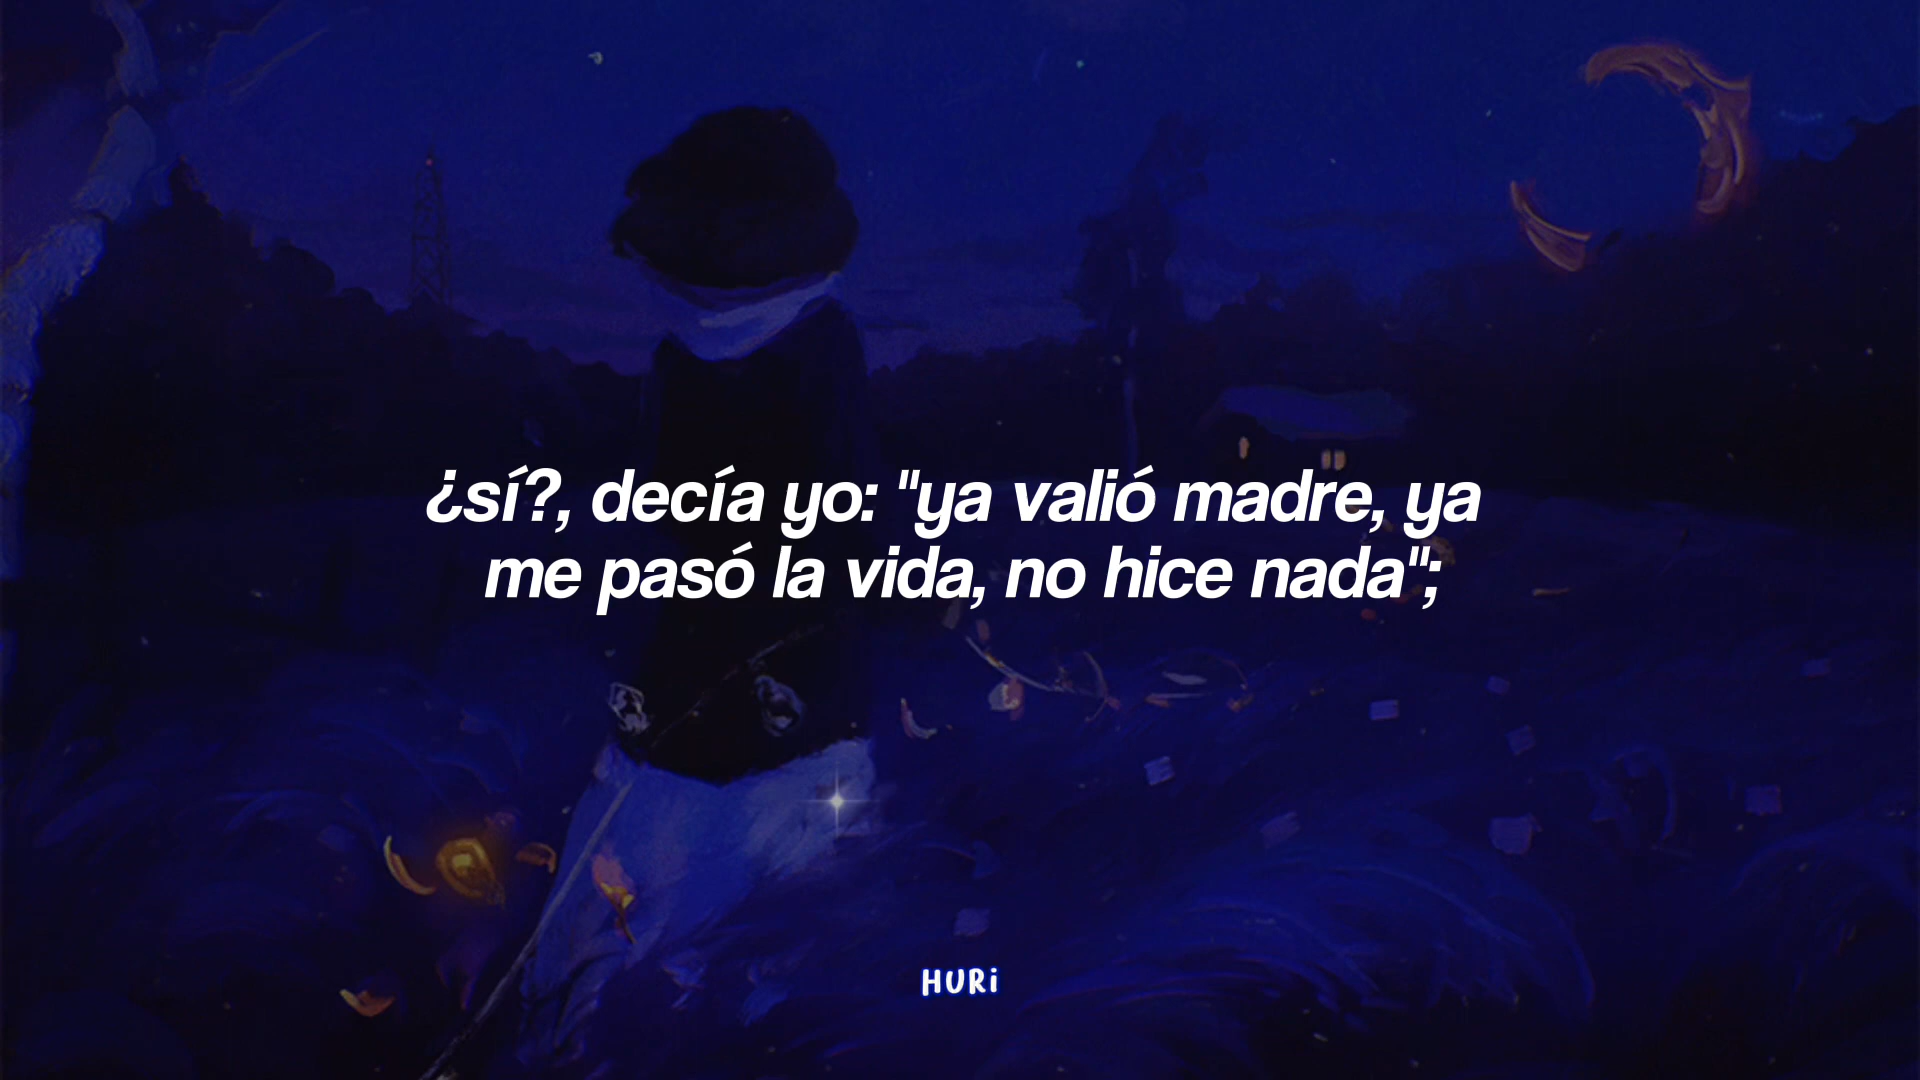 ¿sí?, decía yo: "ya valió madre, ya
me pasó la vida, no hice nada";
HURi